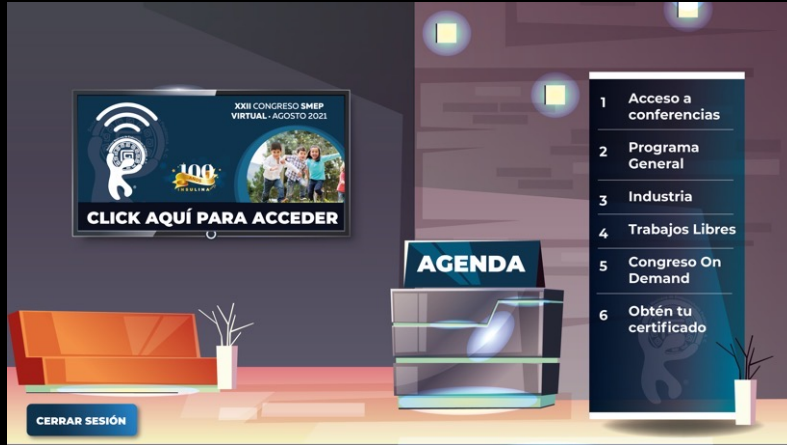 XXII CONGRESO SMEP
VIRTUAL - AGOSTO 2021
100
INSULINA
CLICK AQUÍ PARA ACCEDER
AGENDA
1 Acceso a
conferencias
2 Programa
General
3 Industria
4 Trabajos Libres
5 Congreso On
Demand
6 Obtén tu
certificado
CERRAR SESIÓN